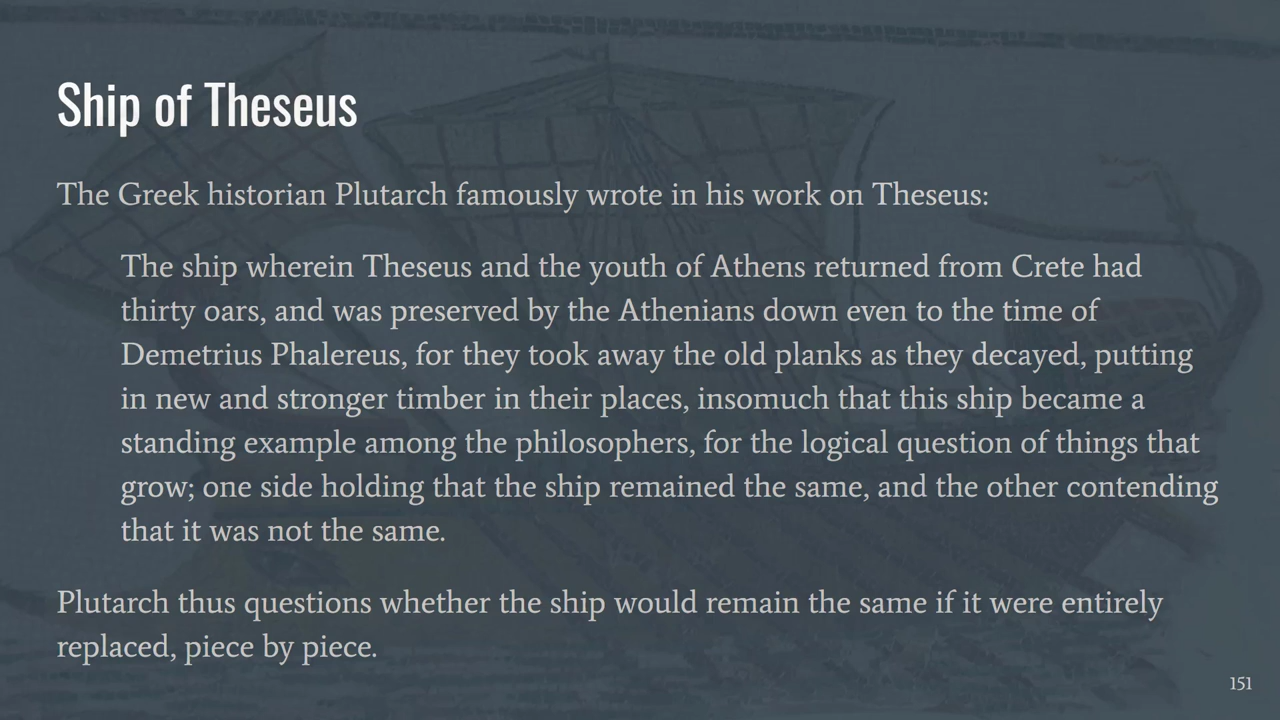 Ship of Theseus
The Greek historian Plutarch famously wrote in his work on Theseus:
The ship wherein Theseus and the youth of Athens returned from Crete had
thirty oars, and was preserved by the Athenians down even to the time of
Demetrius Phalereus, for they took away the old planks as they decayed, putting
in new and stronger timber in their places, insomuch that this ship became a
standing example among the philosophers, for the logical question of things that
grow; one side holding that the ship remained the same, and the other contending
that it was not the same.
Plutarch thus questions whether the ship would remain the same if it were entirely
replaced, piece by piece.
151